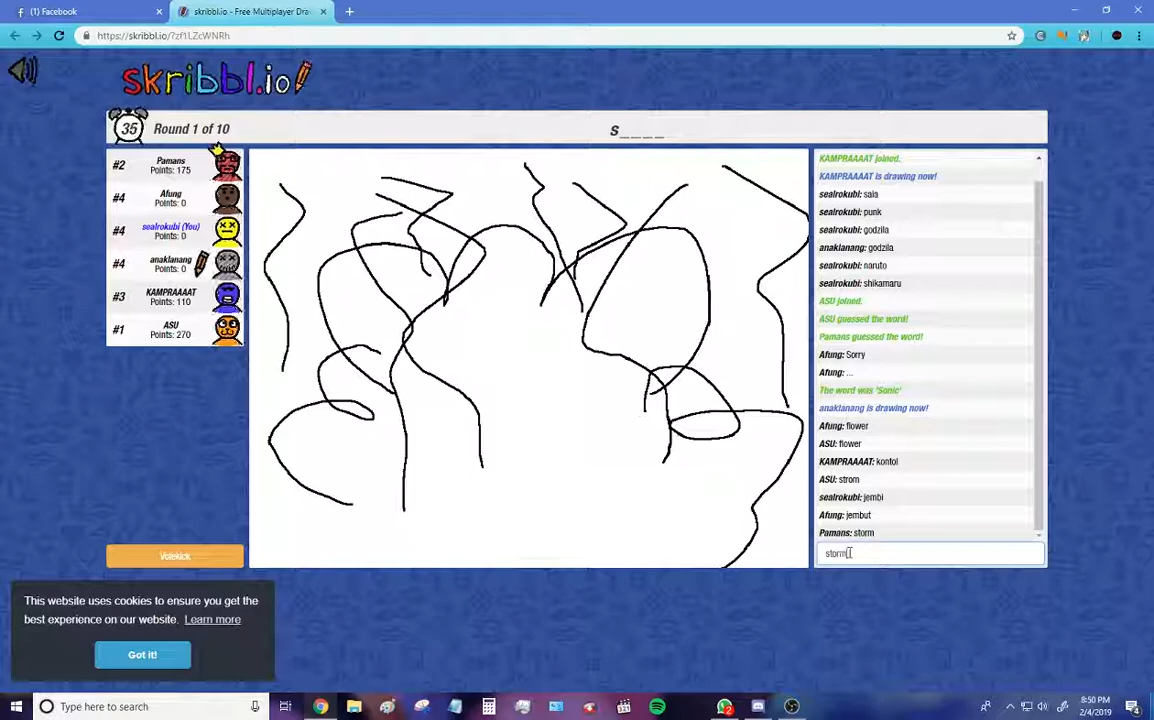 (1) Facebook
skribbl.io - Free Multiplayer Dra
https://skribbl.io/?zf1LZcWNRh
skribbl.io
35
Round 1 of 10
S____
#2
Pamans
Points: 175
#4
Afung
Points: 0
#4
sealrokubi (You)
Points: 0
#4
anaklanang
Points: 0
#3
KAMPRAAAAT
Points: 110
#1
ASU
Points: 270
Votekick
KAMPRAAAAT joined.
KAMPRAAAAT is drawing now!
sealrokubi: sala
sealrokubi: punk
sealrokubi: godzila
anaklanang: godzila
sealrokubi: naruto
sealrokubi: shikamaru
ASU joined.
ASU guessed the word!
Pamans guessed the word!
Afung: Sorry
Afung: ...
The word was 'Sonic'
anaklanang is drawing now!
Afung: flower
ASU: flower
KAMPRAAAAT: kontol
ASU: strom
sealrokubi: jembi
Afung: jembut
Pamans: storm
storm
This website uses cookies to ensure you get the
best experience on our website. Learn more
Got it!
Type here to search
2
8:50 PM
2/4/2019
4